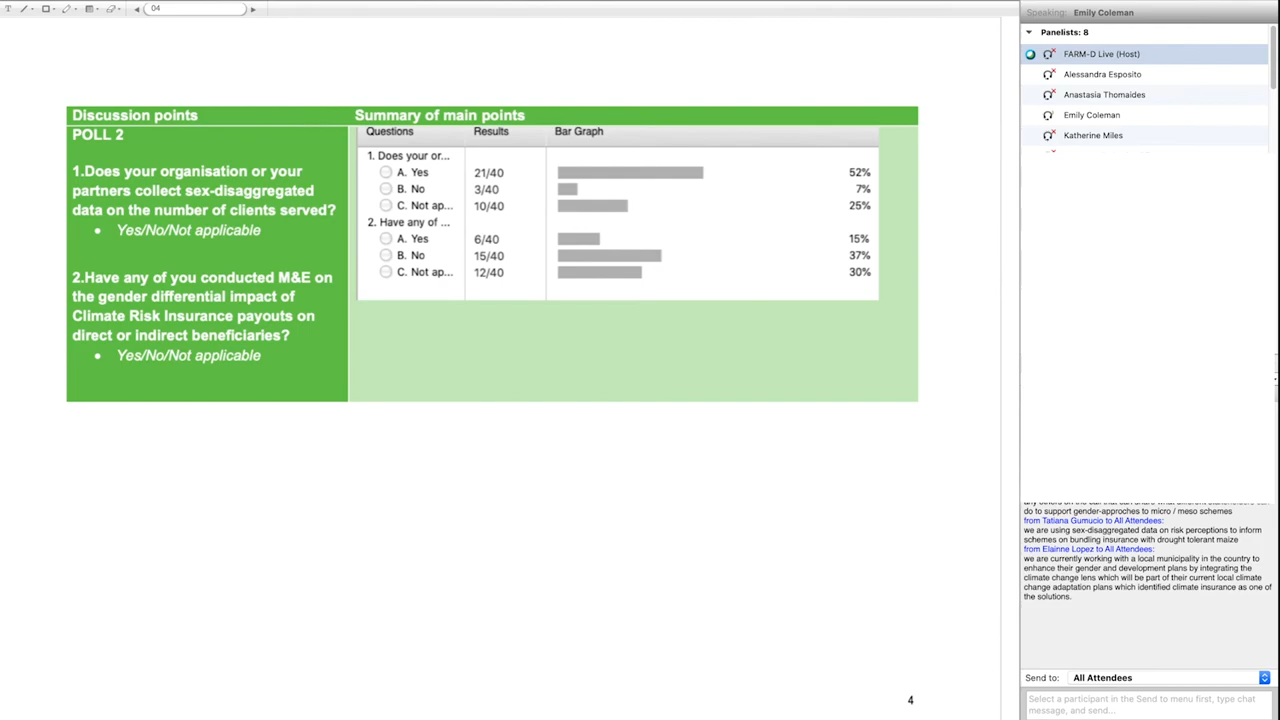 04
Speaking: Emily Coleman
Panelists: 8
FARM-D Live (Host)
Alessandra Esposito
Anastasia Thomaides
Emily Coleman
Katherine Miles
Discussion points
Summary of main points
POLL 2
1.Does your organisation or your
partners collect sex-disaggregated
data on the number of clients served?
• Yes/No/Not applicable
2.Have any of you conducted M&E on
the gender differential impact of
Climate Risk Insurance payouts on
direct or indirect beneficiaries?
• Yes/No/Not applicable
Questions Results Bar Graph
1. Does your or...
A. Yes 21/40 52%
B. No 3/40 7%
C. Not ap... 10/40 25%
2. Have any of ...
A. Yes 6/40 15%
B. No 15/40 37%
C. Not ap... 12/40 30%
4
do to support gender-approches to micro / meso schemes
from Tatiana Gumucio to All Attendees:
we are using sex-disaggregated data on risk perceptions to inform
schemes on bundling insurance with drought tolerant maize
from Elainne Lopez to All Attendees:
we are currently working with a local municipality in the country to
enhance their gender and development plans by integrating the
climate change lens which will be part of their current local climate
change adaptation plans which identified climate insurance as one of
the solutions.
Send to: All Attendees
Select a participant in the Send to menu first, type chat
message, and send...